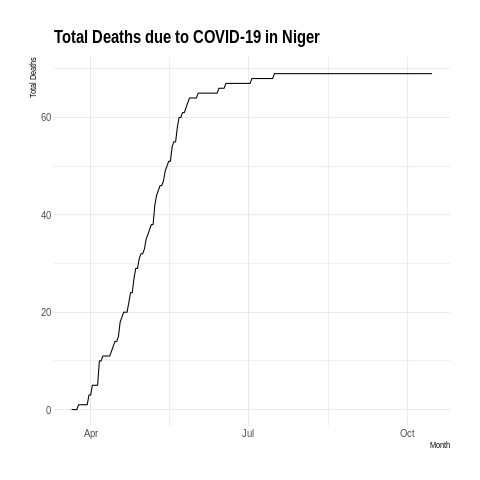 Total Deaths due to COVID-19 in Niger
Total Deaths
60
40
20
0
Apr
Jul
Oct
Month